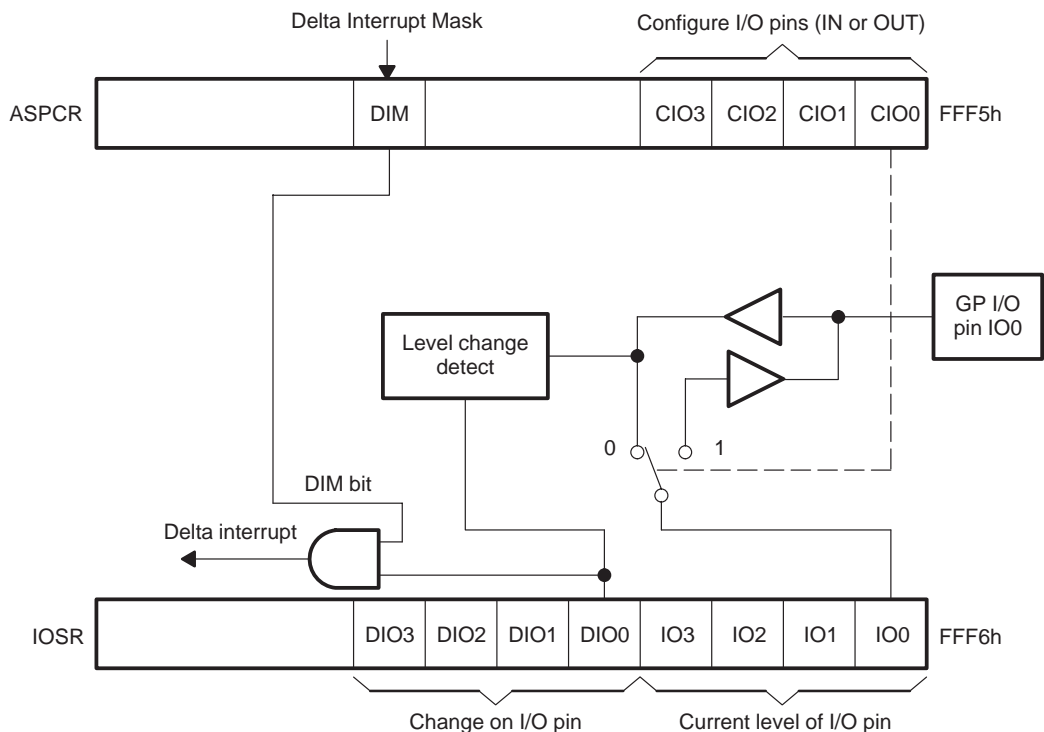 Delta Interrupt Mask
Configure I/O pins (IN or OUT)
ASPCR
DIM
CIO3
CIO2
CIO1
CIO0
FFF5h
GP I/O
pin IO0
Level change
detect
0
1
DIM bit
Delta interrupt
IOSR
DIO3
DIO2
DIO1
DIO0
IO3
IO2
IO1
IO0
FFF6h
Change on I/O pin
Current level of I/O pin